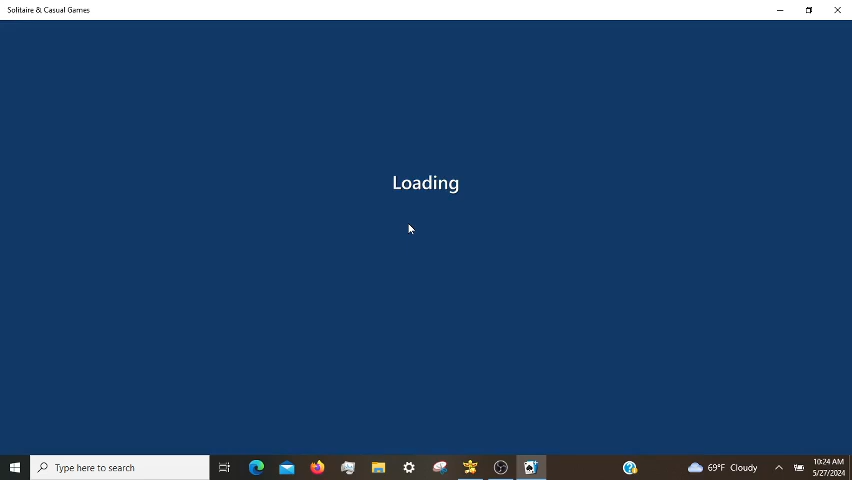 Solitaire & Casual Games
Loading
Type here to search
69°F Cloudy
10:24 AM
5/27/2024